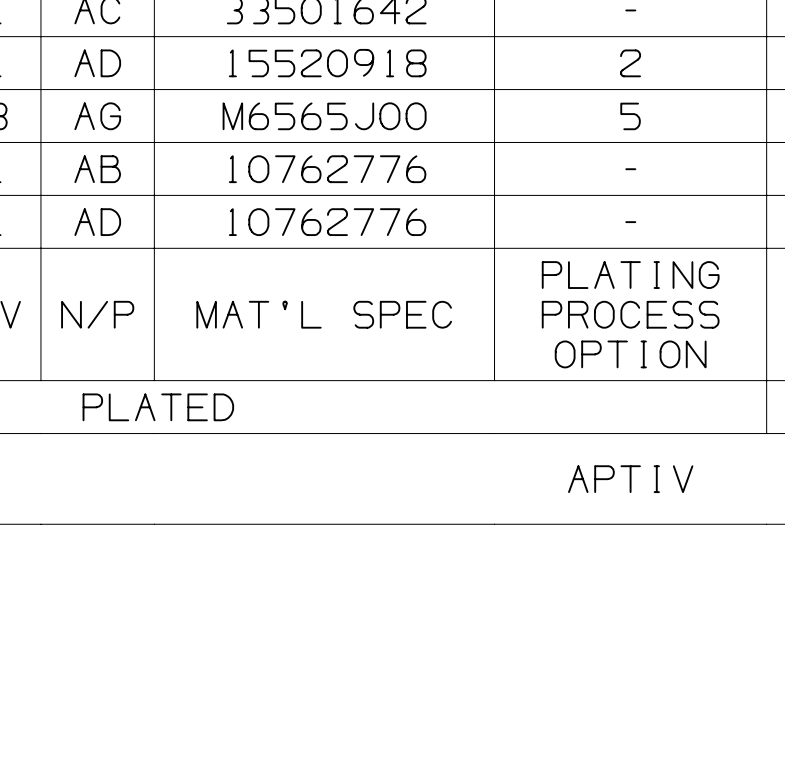 AC 33501642 -
AD 15520918 2
AG M6565J00 5
AB 10762776 -
AD 10762776 -
V N/P MAT'L SPEC PLATING PROCESS OPTION
PLATED
APTIV